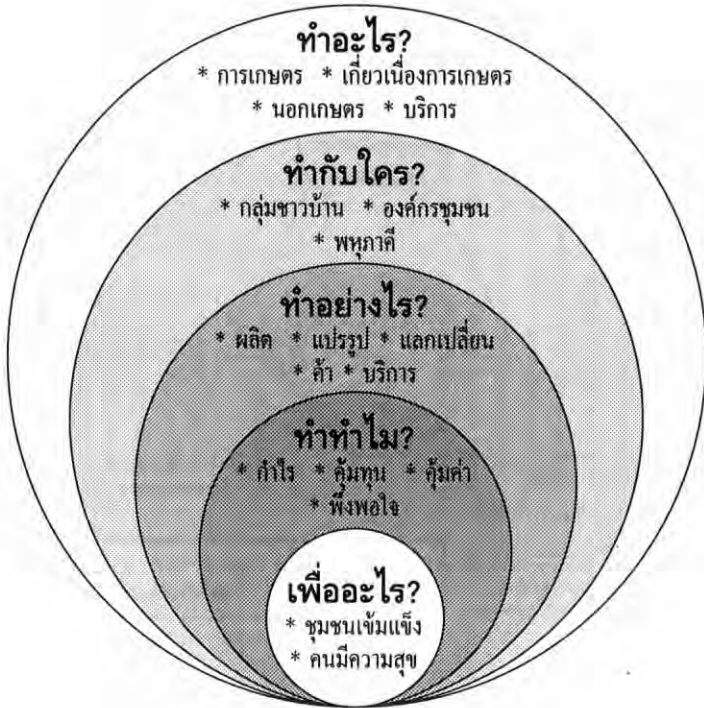 ทำอะไร?
* การเกษตร * เกี่ยวเนื่องการเกษตร
* นอกเกษตร * บริการ
ทำกับใคร?
* กลุ่มชาวบ้าน * องค์กรชุมชน
* พหุภาคี
ทำอย่างไร?
* ผลิต * แปรรูป * แลกเปลี่ยน
* ค้า * บริการ
ทำทำไม?
* กำไร * คุ้มทุน * คุ้มค่า
* พึงพอใจ
เพื่ออะไร?
* ชุมชนเข้มแข็ง
* คนมีความสุข